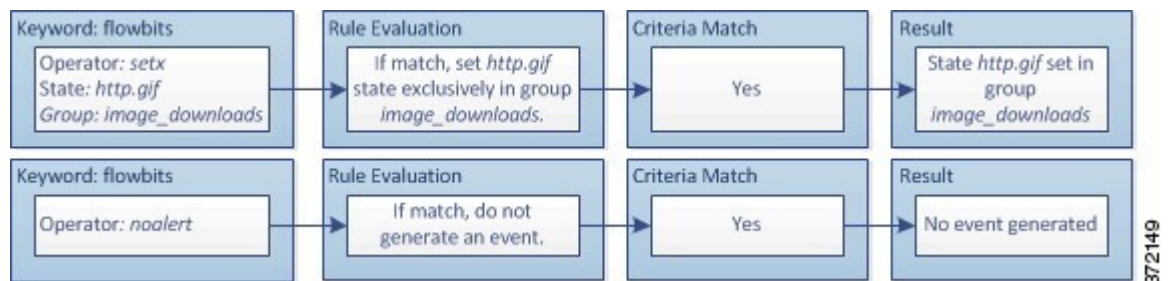 Keyword: flowbits
Operator: setx
State: http.gif
Group: image_downloads
Rule Evaluation
If match, set http.gif
state exclusively in group
image_downloads.
Criteria Match
Yes
Result
State http.gif set in
group
image_downloads
Keyword: flowbits
Operator: noalert
Rule Evaluation
If match, do not
generate an event.
Criteria Match
Yes
Result
No event generated
372149